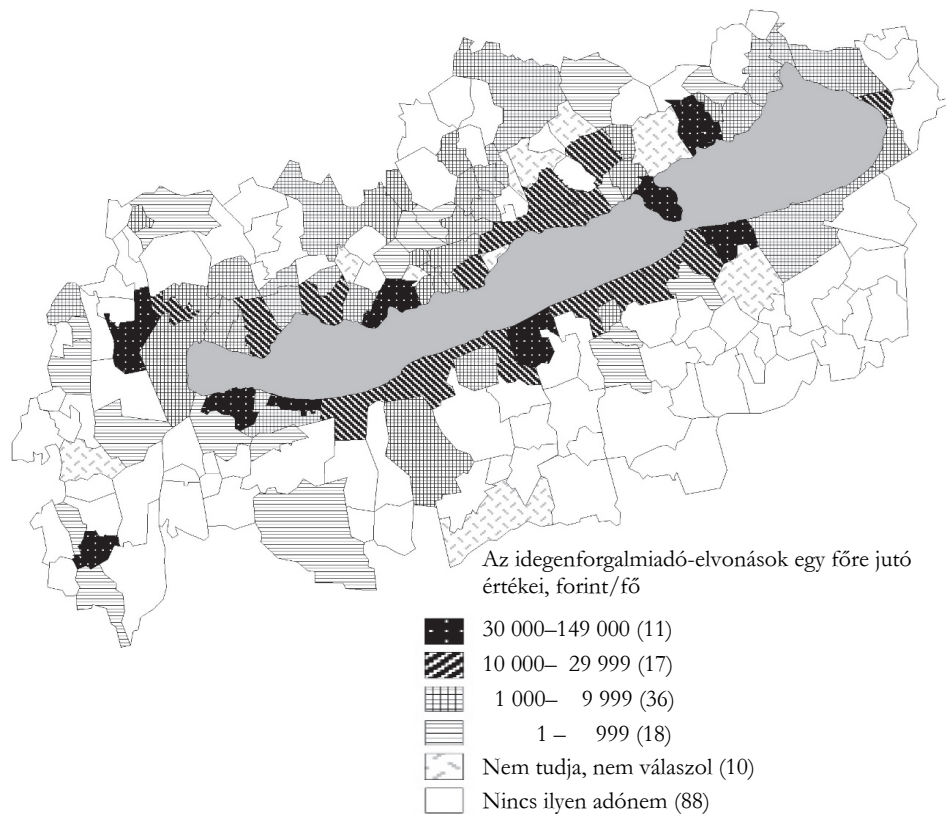 Az idegenforgalmiadó-elvonások egy főre jutó
értékei, forint/fő
30 000–149 000 (11)
10 000– 29 999 (17)
1 000– 9 999 (36)
1 – 999 (18)
Nem tudja, nem válaszol (10)
Nincs ilyen adónem (88)